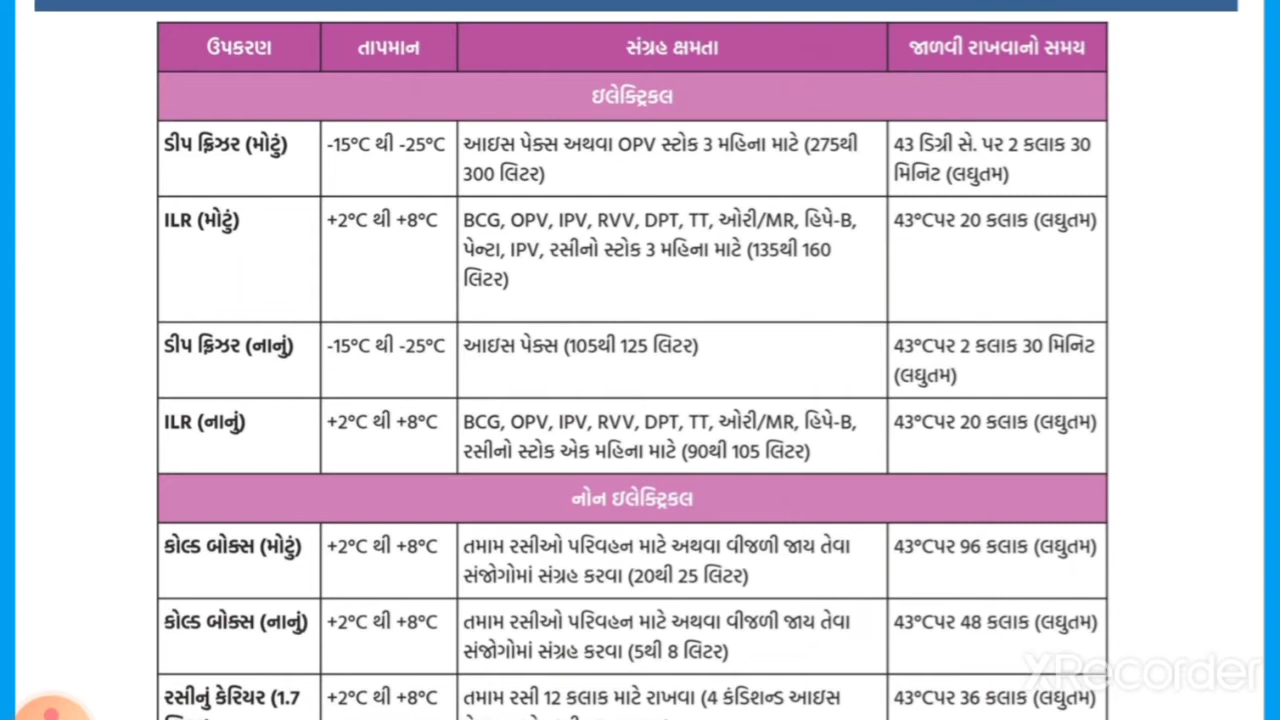 ઉપકરણ તાપમાન સંગ્રહ ક્ષમતા જાળવી રાખવાનો સમય
ઇલેક્ટ્રિકલ
ડીપ ફ્રિઝર (મોટું) -15°C થી -25°C આઇસ પેક્સ અથવા OPV સ્ટોક 3 મહિના માટે (275થી 43 ડિગ્રી સે. પર 2 કલાક 30
300 લિટર) મિનિટ (લઘુતમ)
ILR (મોટું) +2°C થી +8°C BCG, OPV, IPV, RVV, DPT, TT, ઓરી/MR, હિપે-B, 43°Cપર 20 કલાક (લઘુતમ)
પેન્ટા, IPV, રસીનો સ્ટોક 3 મહિના માટે (135થી 160
લિટર)
ડીપ ફ્રિઝર (નાનું) -15°C થી -25°C આઇસ પેક્સ (105થી 125 લિટર) 43°Cપર 2 કલાક 30 મિનિટ
(લઘુતમ)
ILR (નાનું) +2°C થી +8°C BCG, OPV, IPV, RVV, DPT, TT, ઓરી/MR, હિપે-B, 43°Cપર 20 કલાક (લઘુતમ)
રસીનો સ્ટોક એક મહિના માટે (90થી 105 લિટર)
નોન ઇલેક્ટ્રિકલ
કોલ્ડ બોક્સ (મોટું) +2°C થી +8°C તમામ રસીઓ પરિવહન માટે અથવા વીજળી જાય તેવા 43°Cપર 96 કલાક (લઘુતમ)
સંજોગોમાં સંગ્રહ કરવા (20થી 25 લિટર)
કોલ્ડ બોક્સ (નાનું) +2°C થી +8°C તમામ રસીઓ પરિવહન માટે અથવા વીજળી જાય તેવા 43°Cપર 48 કલાક (લઘુતમ)
સંજોગોમાં સંગ્રહ કરવા (5થી 8 લિટર)
XRecorder
રસીનું કેરિયર (1.7 +2°C થી +8°C તમામ રસી 12 કલાક માટે રાખવા (4 કંડિશન્ડ આઇસ 43°Cપર 36 કલાક (લઘુતમ)